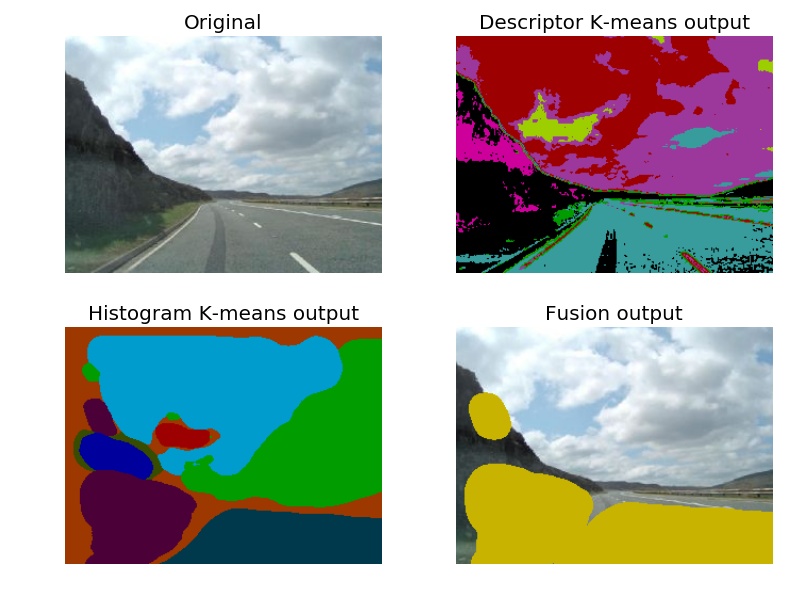 Original
Descriptor K-means output
Histogram K-means output
Fusion output